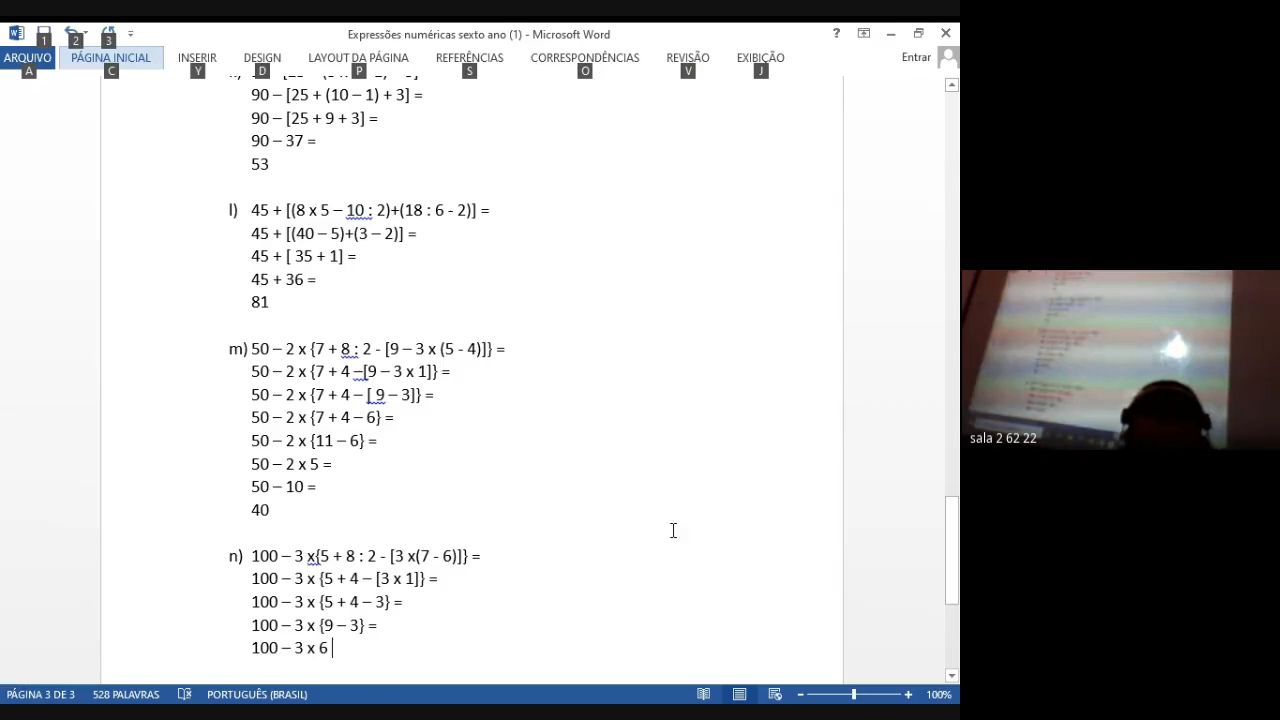 Expressões numéricas sexto ano (1) - Microsoft Word
1 2 3
ARQUIVO PÁGINA INICIAL INSERIR DESIGN LAYOUT DA PÁGINA REFERÊNCIAS CORRESPONDÊNCIAS REVISÃO EXIBIÇÃO Entrar
A C Y D P S O V J
90 – [25 + (10 – 1) + 3] =
90 – [25 + 9 + 3] =
90 – 37 =
53
l) 45 + [(8 x 5 – 10 : 2)+(18 : 6 - 2)] =
45 + [(40 – 5)+(3 – 2)] =
45 + [ 35 + 1] =
45 + 36 =
81
m) 50 – 2 x {7 + 8 : 2 - [9 – 3 x (5 - 4)]} =
50 – 2 x {7 + 4 –[9 – 3 x 1]} =
50 – 2 x {7 + 4 – [ 9 – 3]} =
50 – 2 x {7 + 4 – 6} =
50 – 2 x {11 – 6} =
50 – 2 x 5 =
50 – 10 =
40
n) 100 – 3 x{5 + 8 : 2 - [3 x(7 - 6)]} =
100 – 3 x {5 + 4 – [3 x 1]} =
100 – 3 x {5 + 4 – 3} =
100 – 3 x {9 – 3} =
100 – 3 x 6
PÁGINA 3 DE 3 528 PALAVRAS PORTUGUÊS (BRASIL) 100%
sala 2 62 22